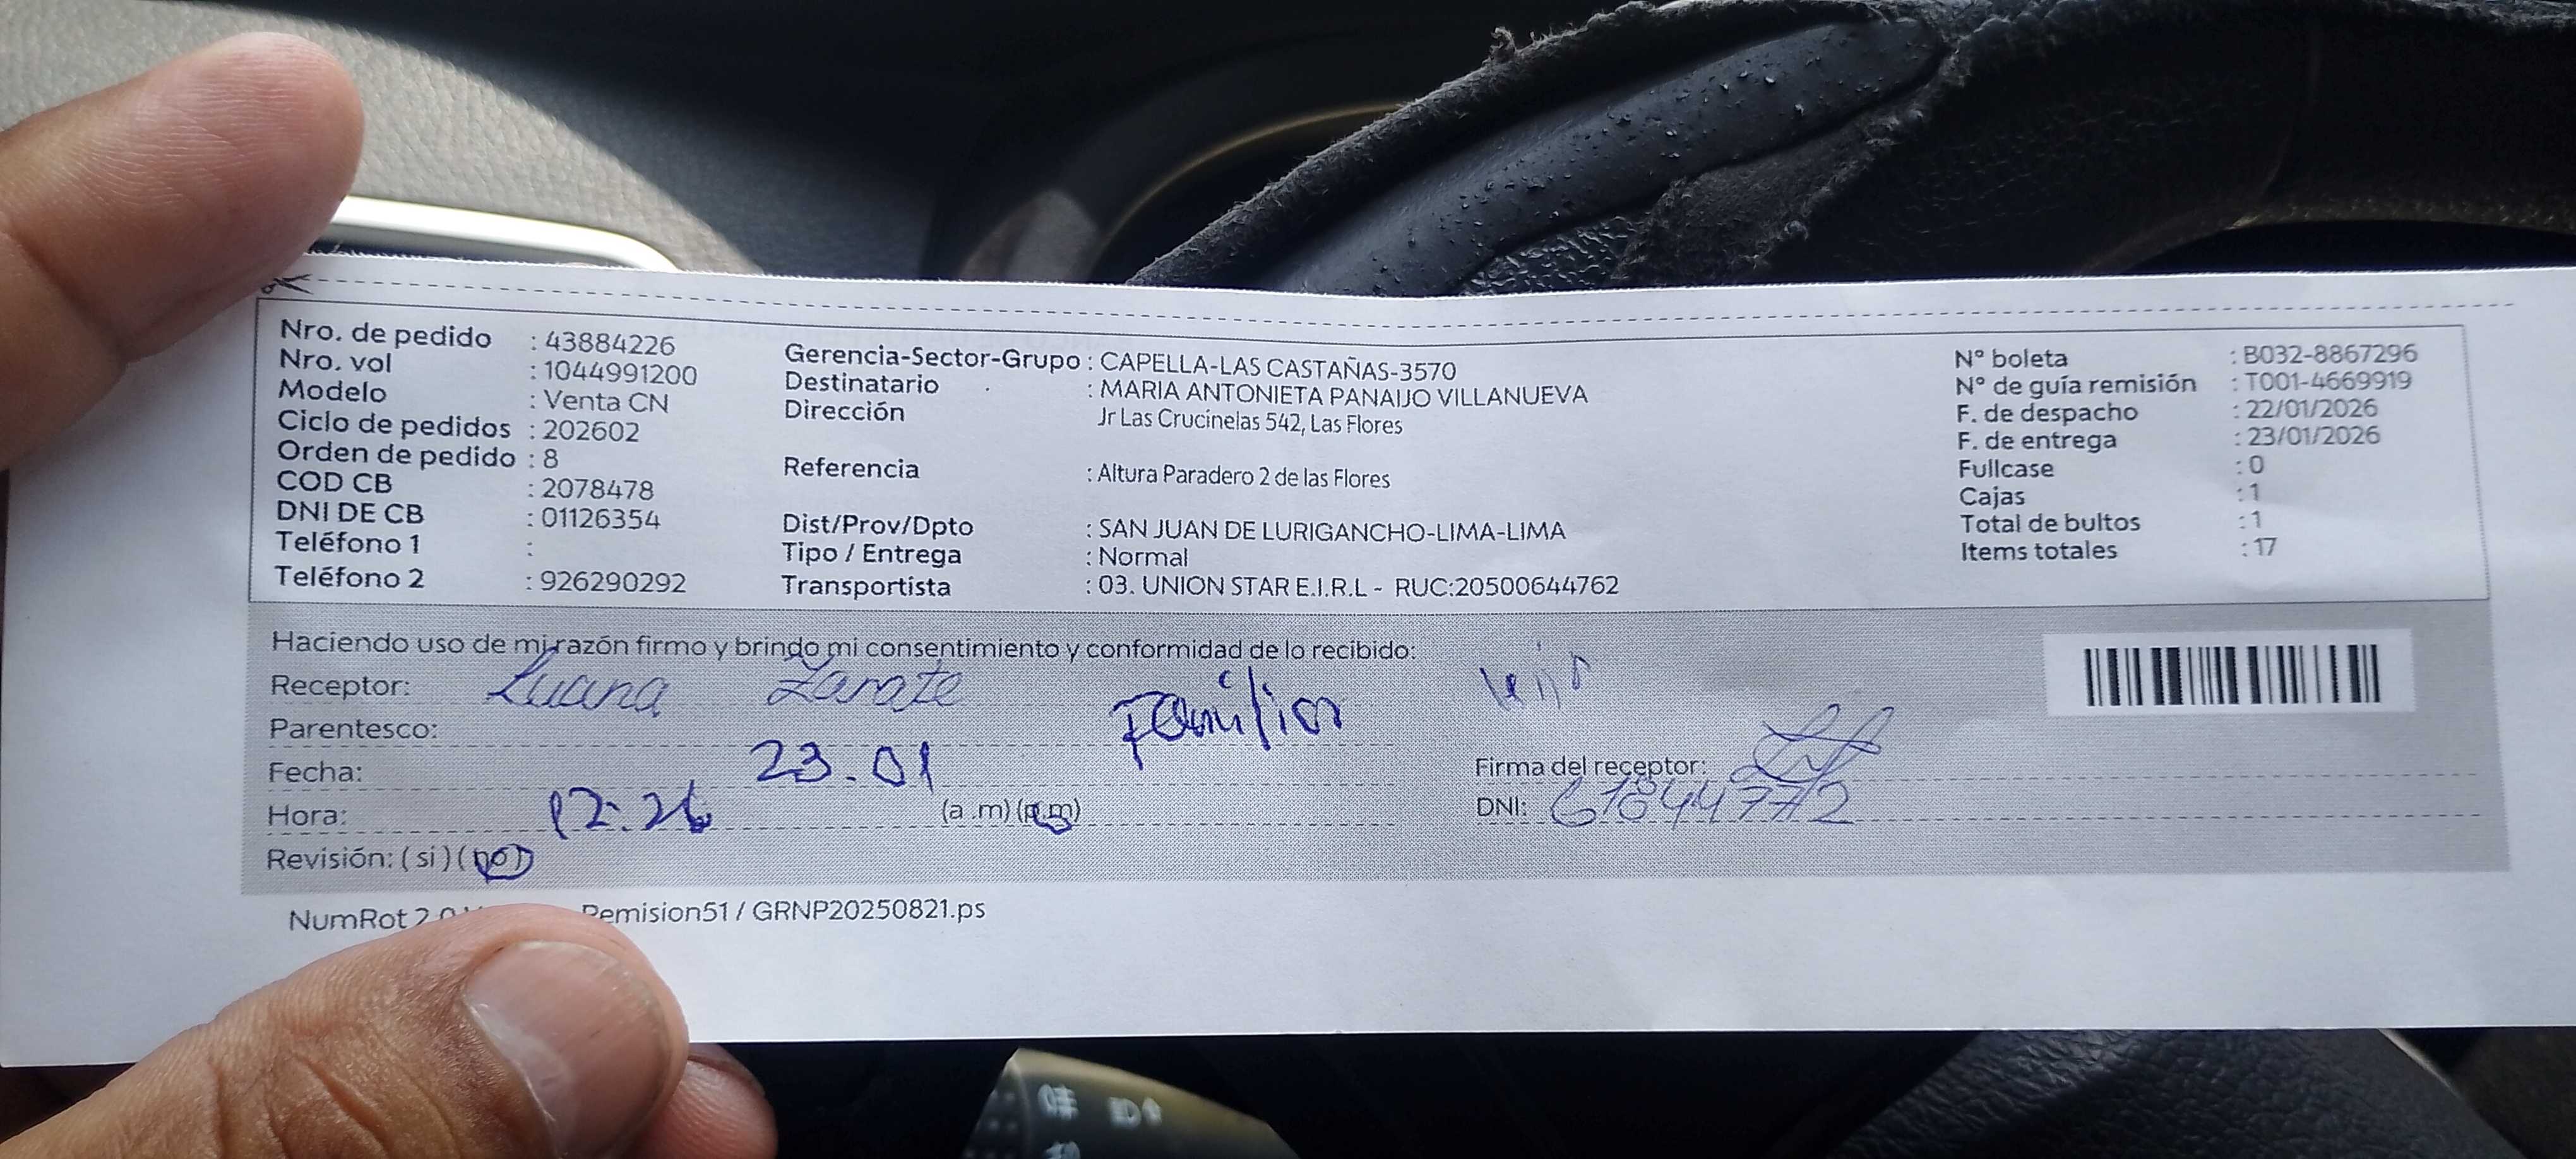 Nro. de pedido : 43884226
Nro. vol : 1044991200
Modelo : Venta CN
Ciclo de pedidos : 202602
Orden de pedido : 8
COD CB : 2078478
DNI DE CB : 01126354
Teléfono 1 :
Teléfono 2 : 926290292
Gerencia-Sector-Grupo : CAPELLA-LAS CASTAÑAS-3570
Destinatario : MARIA ANTONIETA PANAIJO VILLANUEVA
Dirección Jr Las Crucinelas 542, Las Flores
Referencia : Altura Paradero 2 de las Flores
Dist/Prov/Dpto : SAN JUAN DE LURIGANCHO-LIMA-LIMA
Tipo / Entrega : Normal
Transportista : 03. UNION STAR E.I.R.L - RUC:20500644762
N° boleta : B032-8867296
N° de guía remisión : T001-4669919
F. de despacho : 22/01/2026
F. de entrega : 23/01/2026
Fullcase : 0
Cajas : 1
Total de bultos : 1
Items totales : 17
Haciendo uso de mi razón firmo y brindo mi consentimiento y conformidad de lo recibido:
Receptor: Luana Zarate
Parentesco: Familiar
Fecha: 23.01
Hora: 12:26 (a .m) (p.m)
Revisión: ( si ) ( no )
Firma del receptor:
DNI:
NumRot 2.0 Remision51 / GRNP20250821.ps